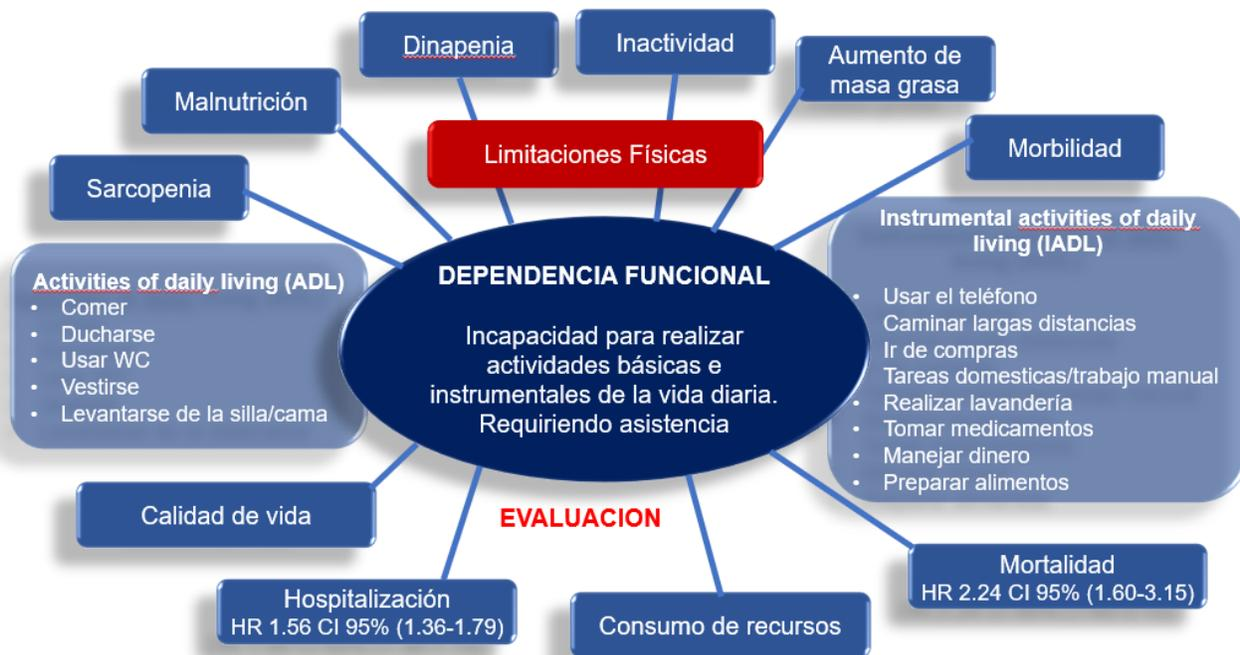 Dinapenia
Inactividad
Aumento de
masa grasa
Malnutrición
Limitaciones Físicas
Morbilidad
Sarcopenia
Activities of daily living (ADL)
• Comer
• Ducharse
• Usar WC
• Vestirse
• Levantarse de la silla/cama
DEPENDENCIA FUNCIONAL
Incapacidad para realizar
actividades básicas e
instrumentales de la vida diaria.
Requiriendo asistencia
Instrumental activities of daily
living (IADL)
• Usar el teléfono
Caminar largas distancias
• Ir de compras
Tareas domesticas/trabajo manual
• Realizar lavandería
• Tomar medicamentos
• Manejar dinero
• Preparar alimentos
Calidad de vida
EVALUACION
Hospitalización
HR 1.56 CI 95% (1.36-1.79)
Consumo de recursos
Mortalidad
HR 2.24 CI 95% (1.60-3.15)